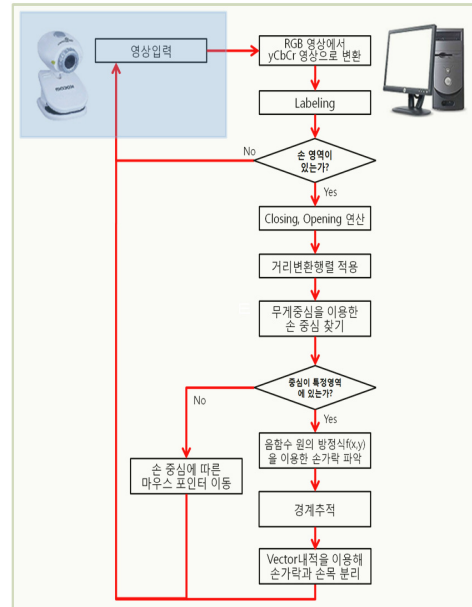 영상입력
RGB 영상에서
yCbCr 영상으로 변환
Labeling
No
손 영역이
있는가?
Yes
Closing, Opening 연산
거리변환행렬 적용
무게중심을 이용한
손 중심 찾기
중심이 특정영역
에 있는가?
No
Yes
음함수 원의 방정식f(x,y)
을 이용한 손가락 파악
손 중심에 따른
마우스 포인터 이동
경계추적
Vector내적을 이용해
손가락과 손목 분리